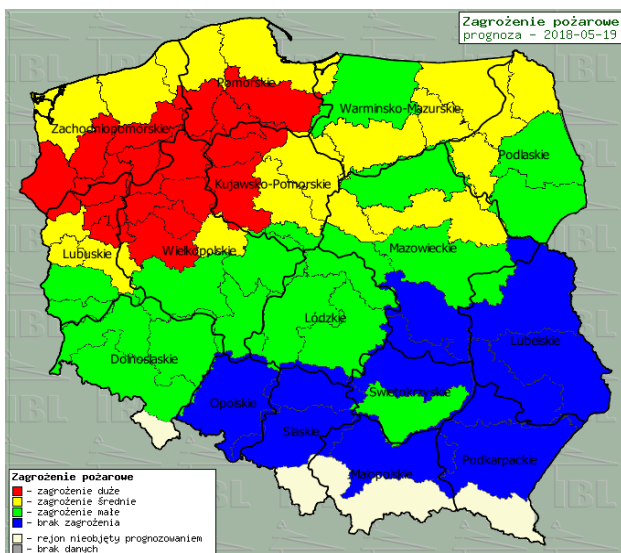 Zagrożenie pożarowe
prognoza - 2018-05-19
Pomorskie
Warminsko-Mazurskie
Zachodniopomorskie
Podlaskie
Kujawsko-Pomorskie
Wielkopolskie
Lubuskie
Mazowieckie
Lódzkie
Lubelskie
Dolnoslaskie
Swietokrzyskie
Opolskie
Slaskie
Malopolskie
Podkarpackie
IBL
Zagrożenie pożarowe
- zagrożenie duże
- zagrożenie średnie
- zagrożenie małe
- brak zagrożenia
- rejon nieobjęty prognozowaniem
- brak danych